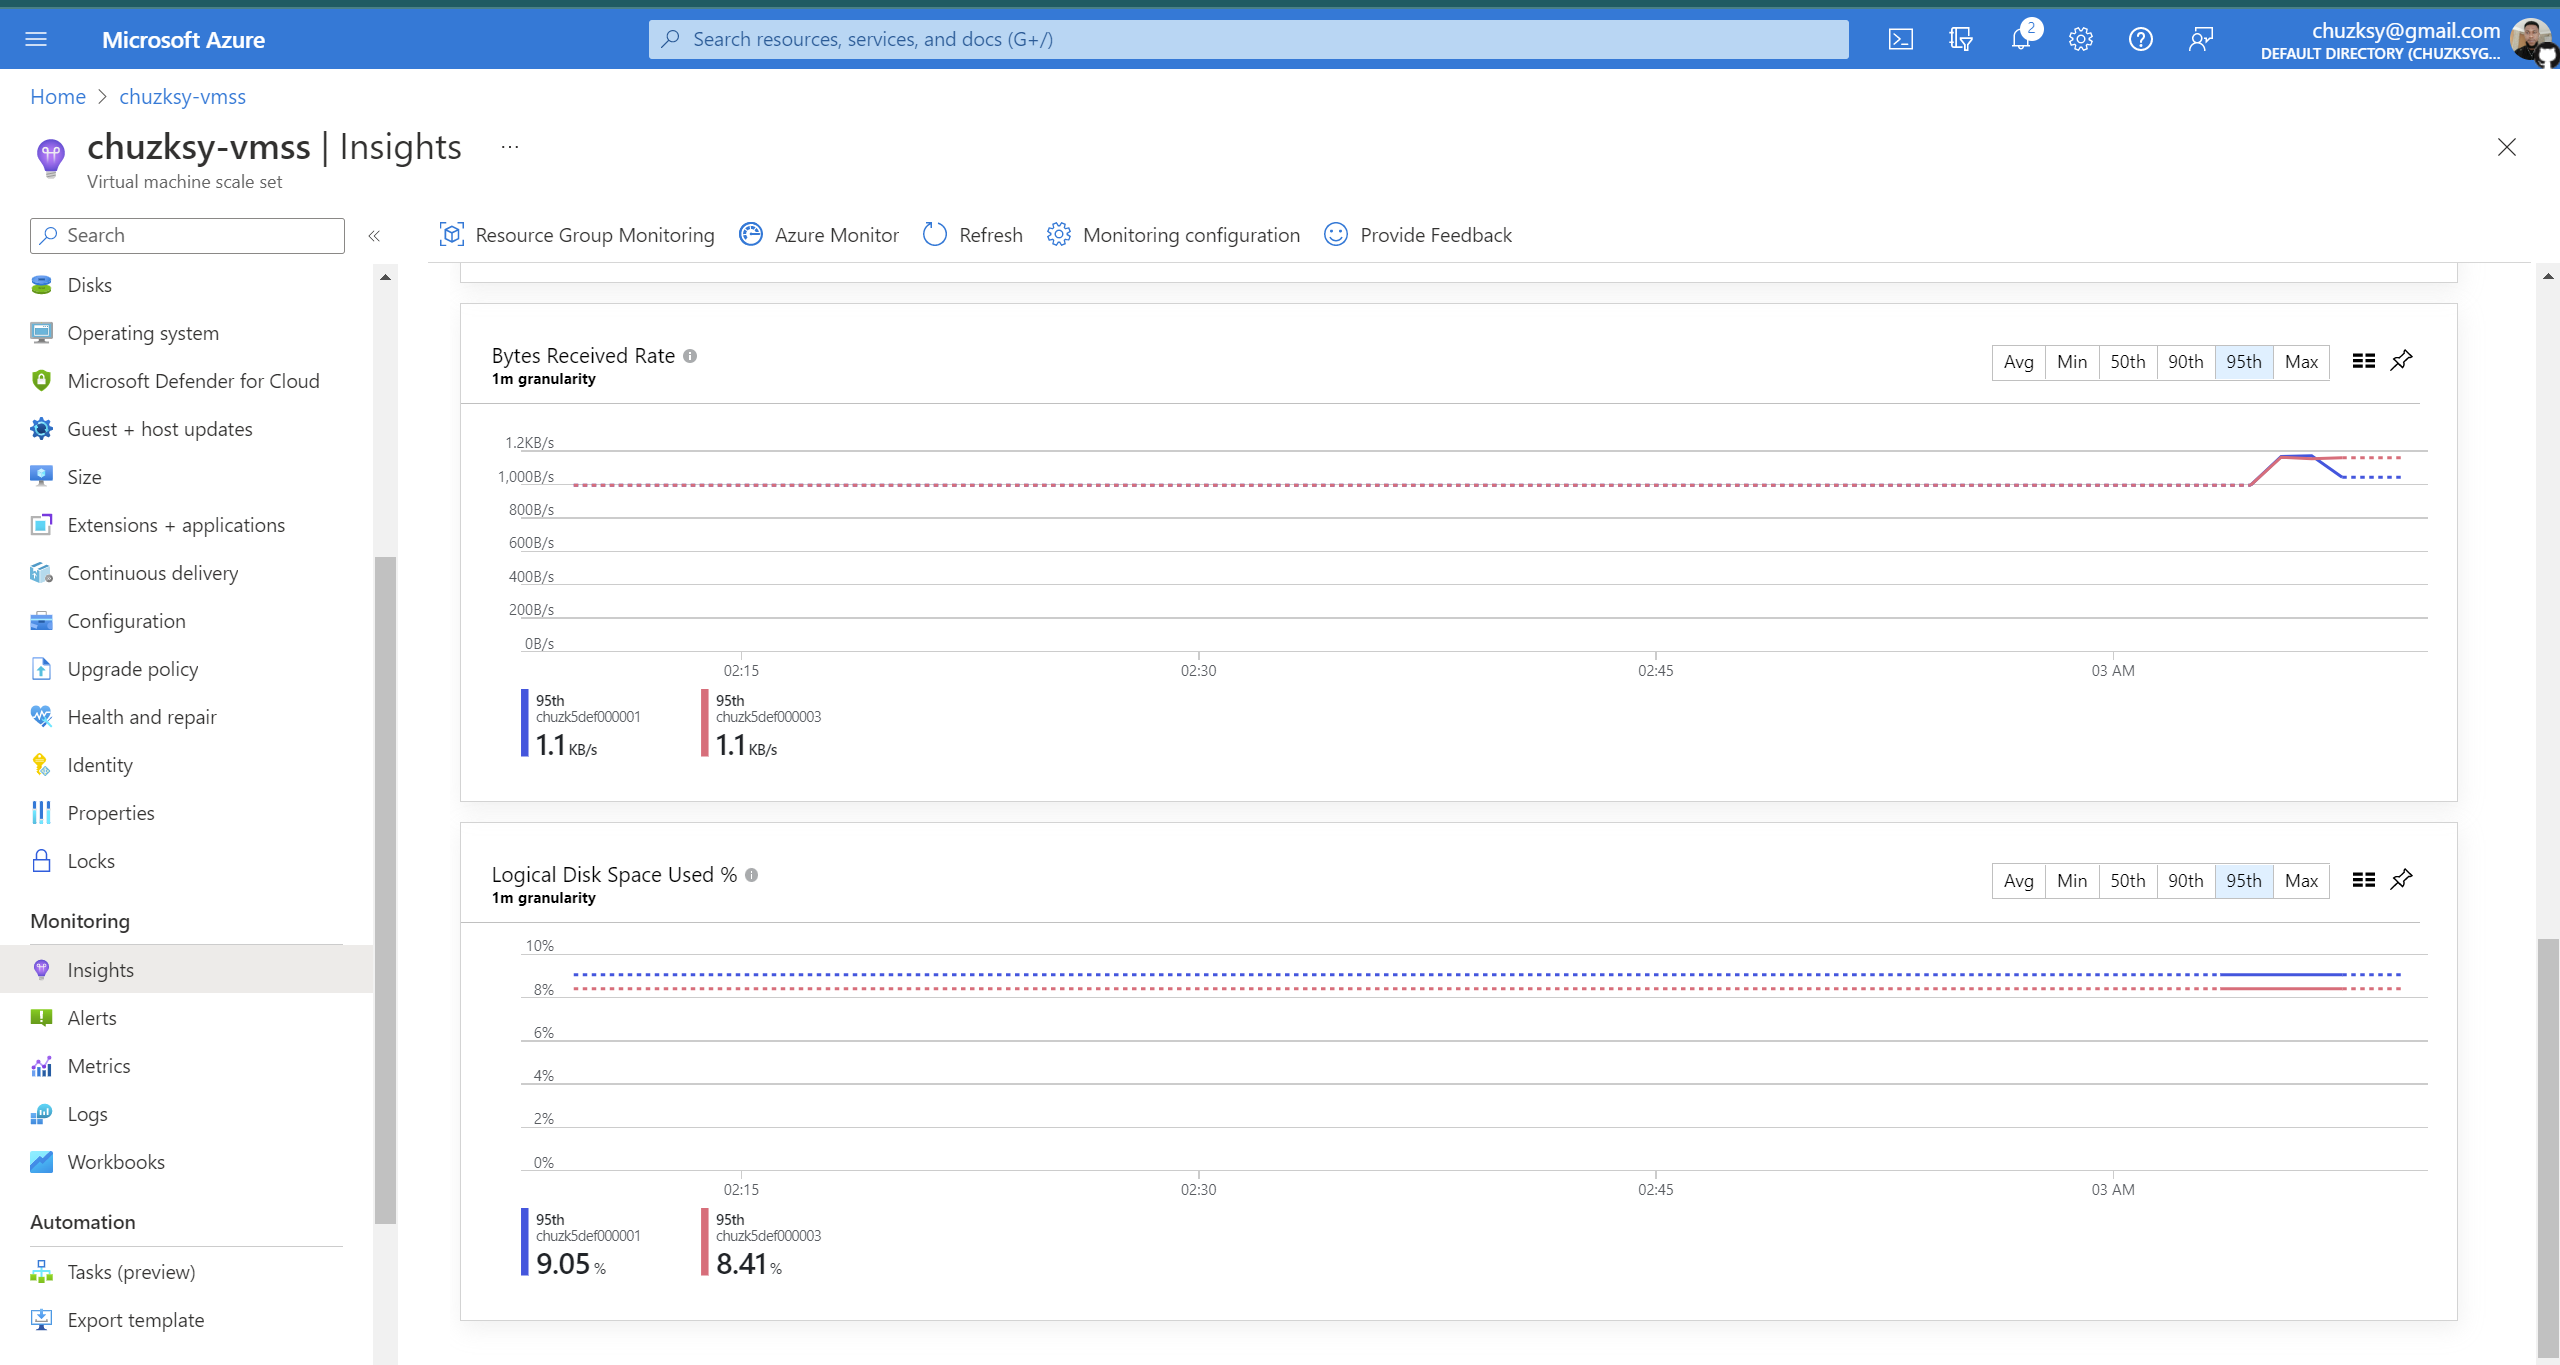 Microsoft Azure
Search resources, services, and docs (G+/)
2
chuzksy@gmail.com
DEFAULT DIRECTORY (CHUZKSYG...
Home > chuzksy-vmss
chuzksy-vmss | Insights ...
Virtual machine scale set
Search
«
Resource Group Monitoring
Azure Monitor
Refresh
Monitoring configuration
Provide Feedback
Disks
Operating system
Microsoft Defender for Cloud
Guest + host updates
Size
Extensions + applications
Continuous delivery
Configuration
Upgrade policy
Health and repair
Identity
Properties
Locks
Monitoring
Insights
Alerts
Metrics
Logs
Workbooks
Automation
Tasks (preview)
Export template
Bytes Received Rate
1m granularity
Avg Min 50th 90th 95th Max
1.2KB/s
1,000B/s
800B/s
600B/s
400B/s
200B/s
0B/s
02:15 02:30 02:45 03 AM
95th
chuzk5def000001
1.1 KB/s
95th
chuzk5def000003
1.1 KB/s
Logical Disk Space Used %
1m granularity
Avg Min 50th 90th 95th Max
10%
8%
6%
4%
2%
0%
02:15 02:30 02:45 03 AM
95th
chuzk5def000001
9.05 %
95th
chuzk5def000003
8.41 %